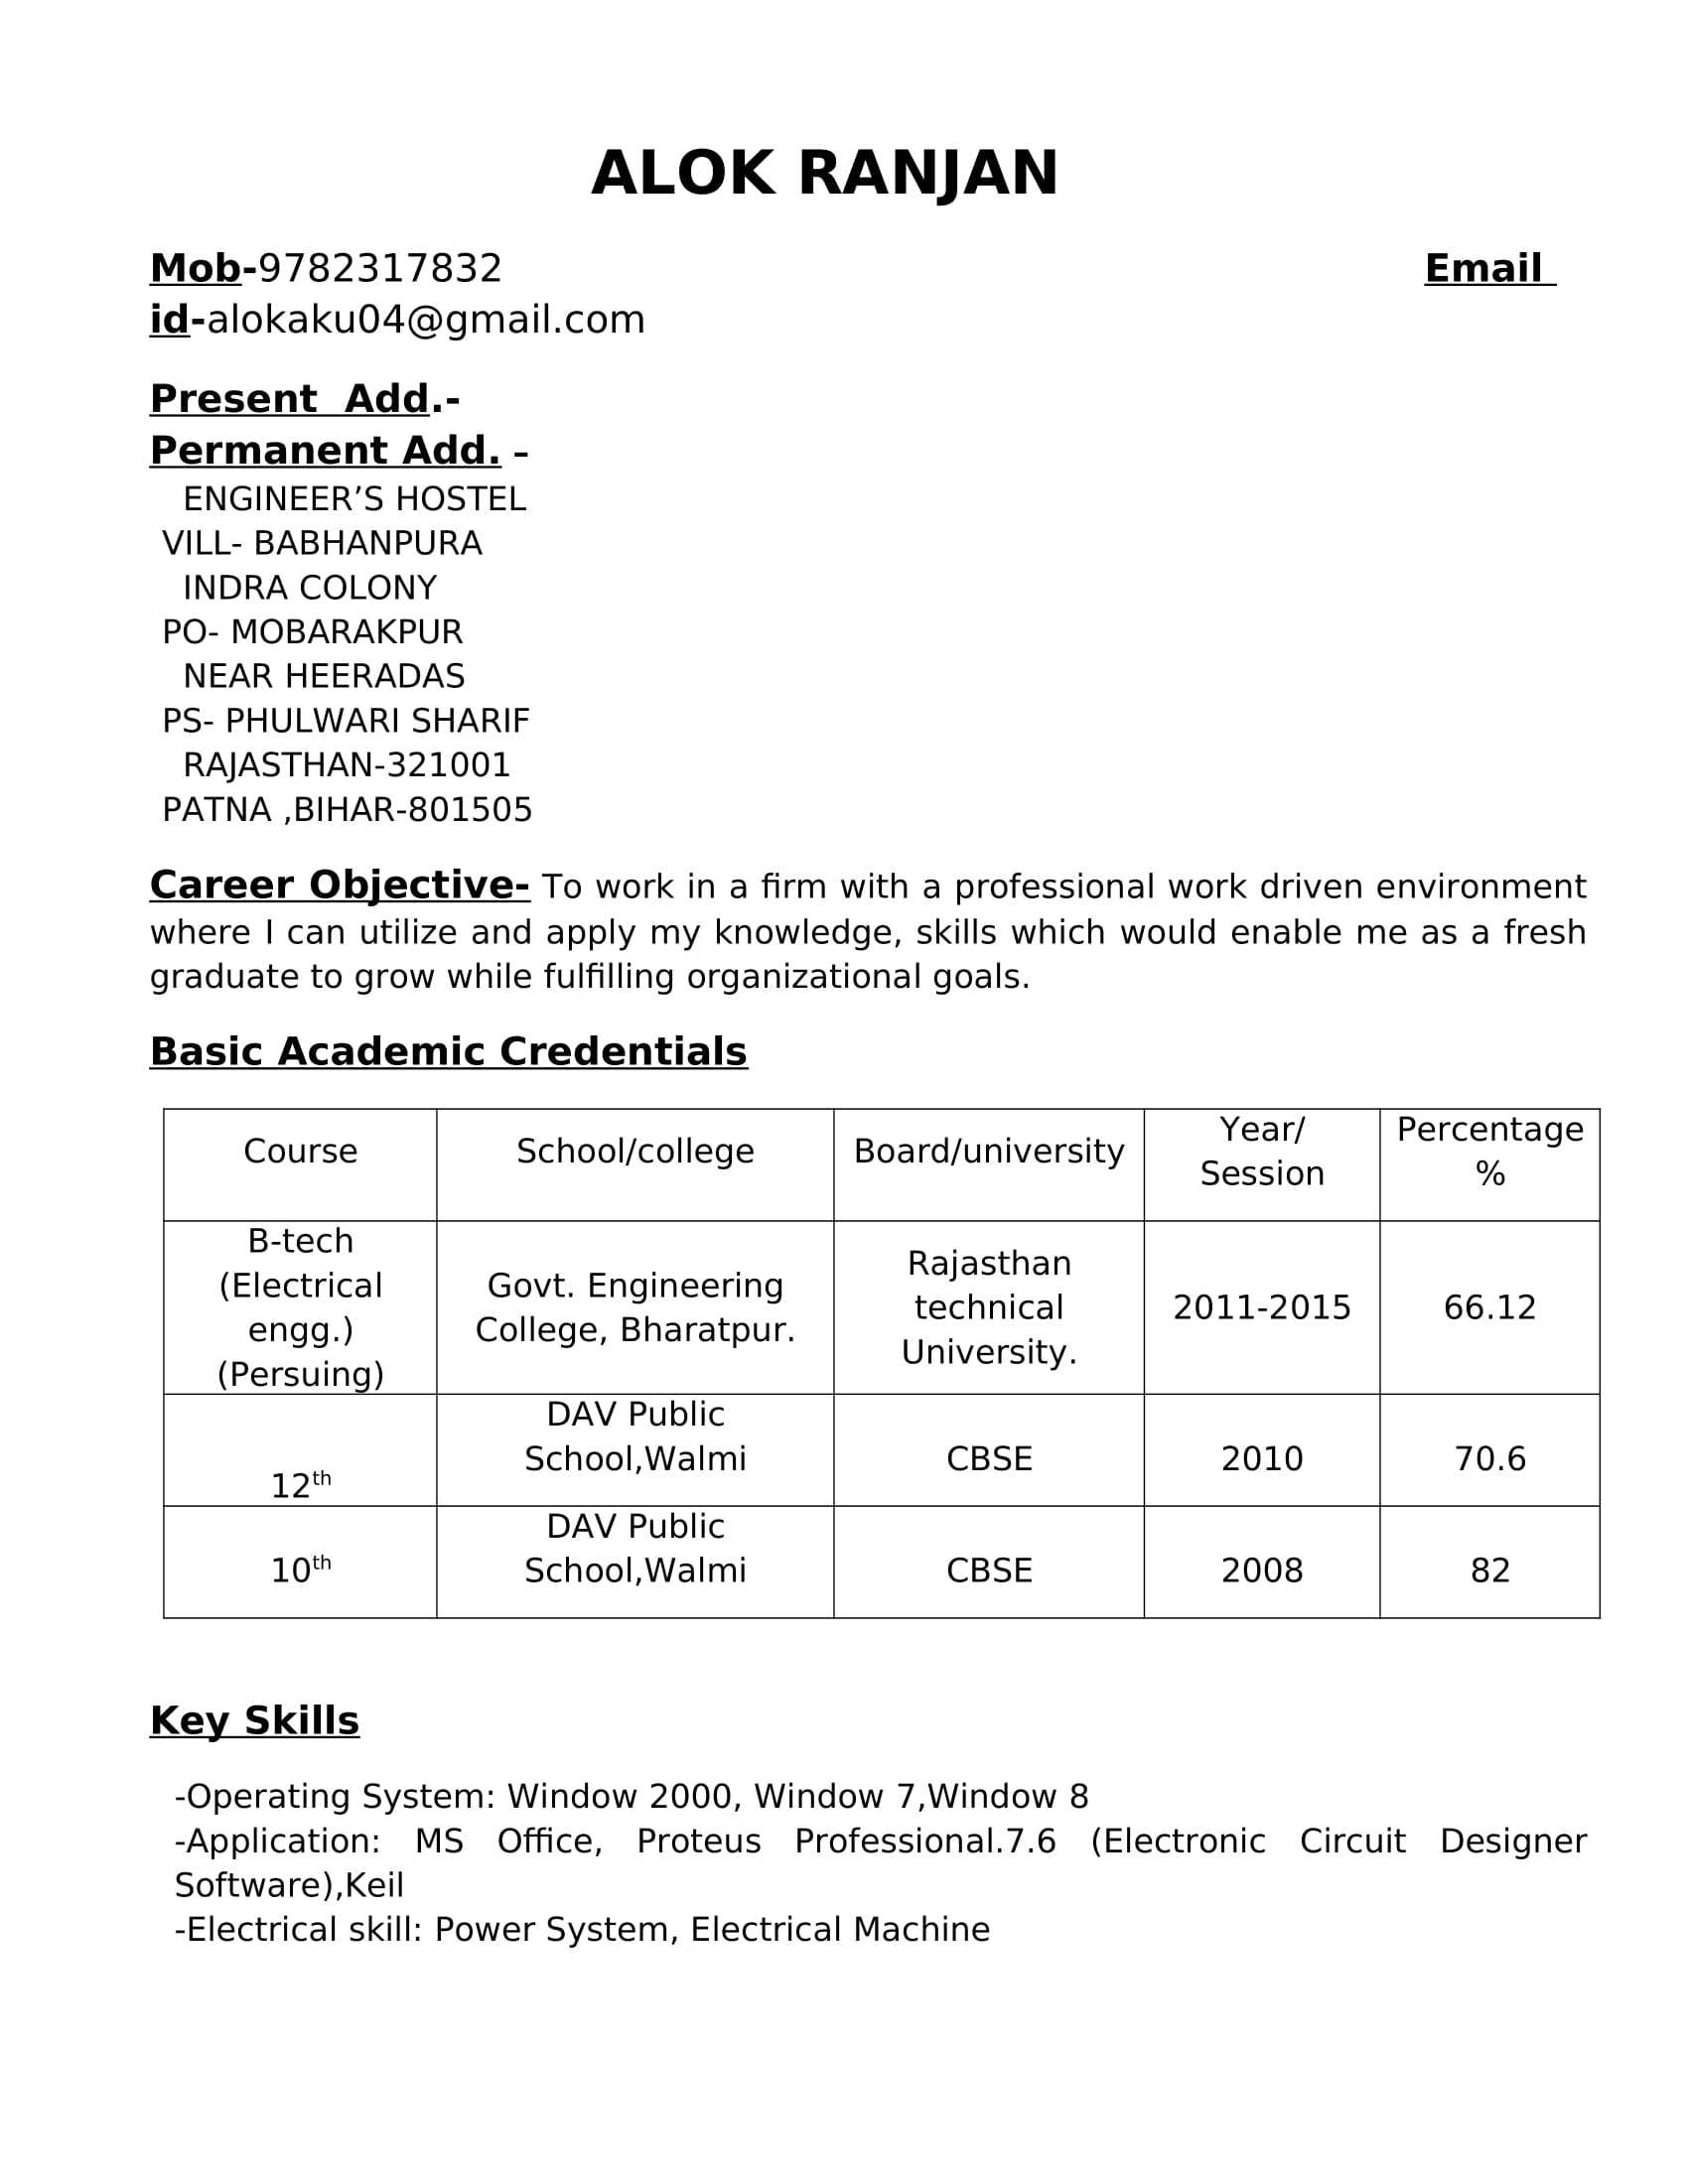 ALOK RANJAN
Mob-9782317832 Email
id-alokaku04@gmail.com
Present Add.-
Permanent Add. –
ENGINEER’S HOSTEL
VILL- BABHANPURA
INDRA COLONY
PO- MOBARAKPUR
NEAR HEERADAS
PS- PHULWARI SHARIF
RAJASTHAN-321001
PATNA ,BIHAR-801505
Career Objective- To work in a firm with a professional work driven environment
where I can utilize and apply my knowledge, skills which would enable me as a fresh
graduate to grow while fulfilling organizational goals.
Basic Academic Credentials
Course
School/college
Board/university
Year/
Session
Percentage
%
B-tech
(Electrical
engg.)
(Persuing)
Govt. Engineering
College, Bharatpur.
Rajasthan
technical
University.
2011-2015
66.12
12th
DAV Public
School,Walmi
CBSE
2010
70.6
10th
DAV Public
School,Walmi
CBSE
2008
82
Key Skills
-Operating System: Window 2000, Window 7,Window 8
-Application: MS Office, Proteus Professional.7.6 (Electronic Circuit Designer
Software),Keil
-Electrical skill: Power System, Electrical Machine